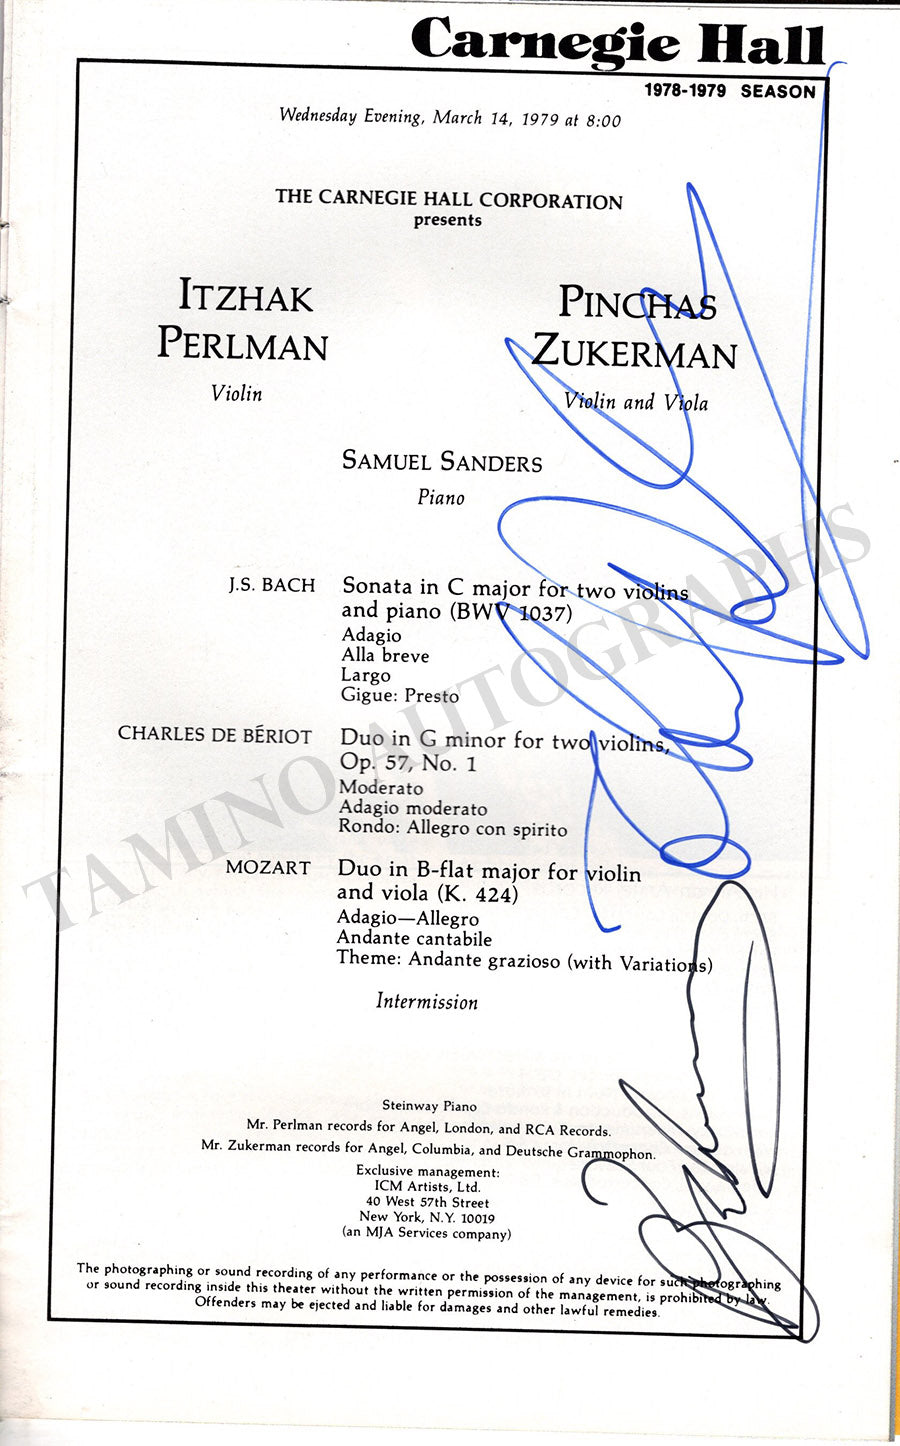 Carnegie Hall
1978-1979 SEASON
Wednesday Evening, March 14, 1979 at 8:00
THE CARNEGIE HALL CORPORATION
presents
ITZHAK
PERLMAN
Violin
PINCHAS
ZUKERMAN
Violin and Viola
SAMUEL SANDERS
Piano
J.S. BACH Sonata in C major for two violins
and piano (BWV 1037)
Adagio
Alla breve
Largo
Gigue: Presto
CHARLES DE BÉRIOT Duo in G minor for two violins,
Op. 57, No. 1
Moderato
Adagio moderato
Rondo: Allegro con spirito
MOZART Duo in B-flat major for violin
and viola (K. 424)
Adagio—Allegro
Andante cantabile
Theme: Andante grazioso (with Variations)
Intermission
Steinway Piano
Mr. Perlman records for Angel, London, and RCA Records.
Mr. Zukerman records for Angel, Columbia, and Deutsche Grammophon.
Exclusive management:
ICM Artists, Ltd.
40 West 57th Street
New York, N.Y. 10019
(an MJA Services company)
The photographing or sound recording of any performance or the possession of any device for such photographing
or sound recording inside this theater without the written permission of the management, is prohibited by law.
Offenders may be ejected and liable for damages and other lawful remedies.
TAMINO AUTOGRAPHS